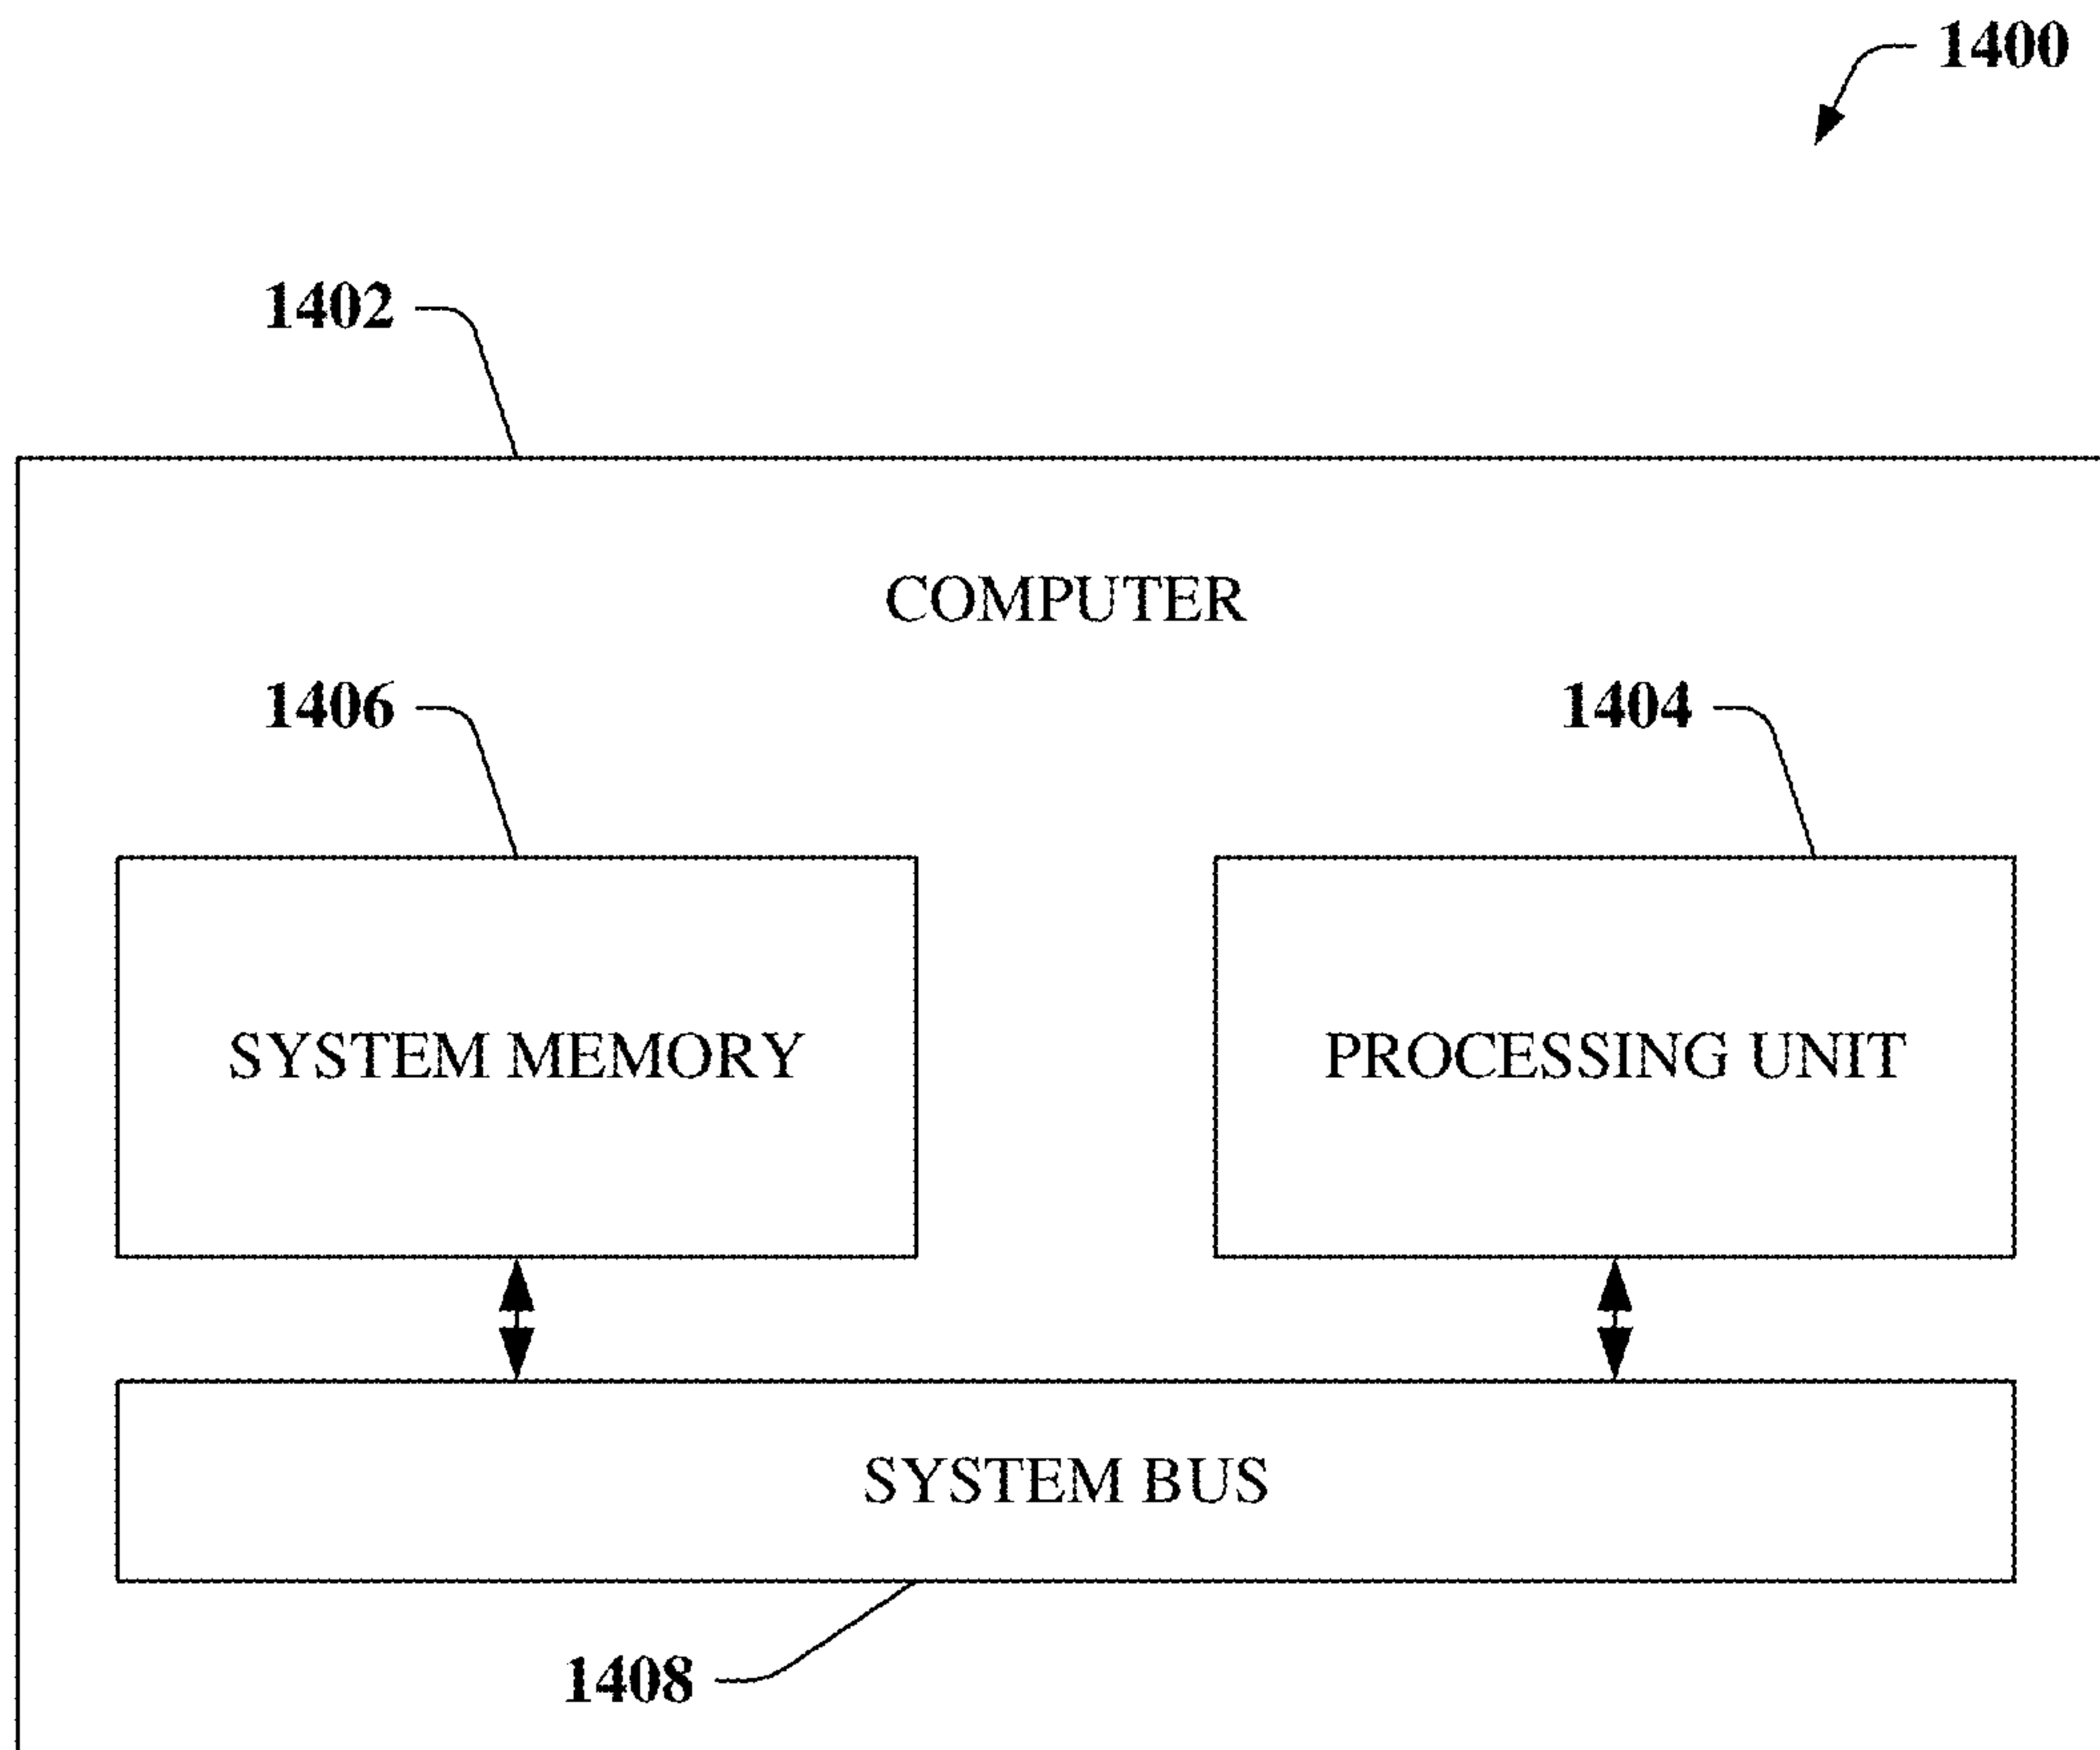 1400
1402
COMPUTER
1406
1404
SYSTEM MEMORY
PROCESSING UNIT
SYSTEM BUS
1408